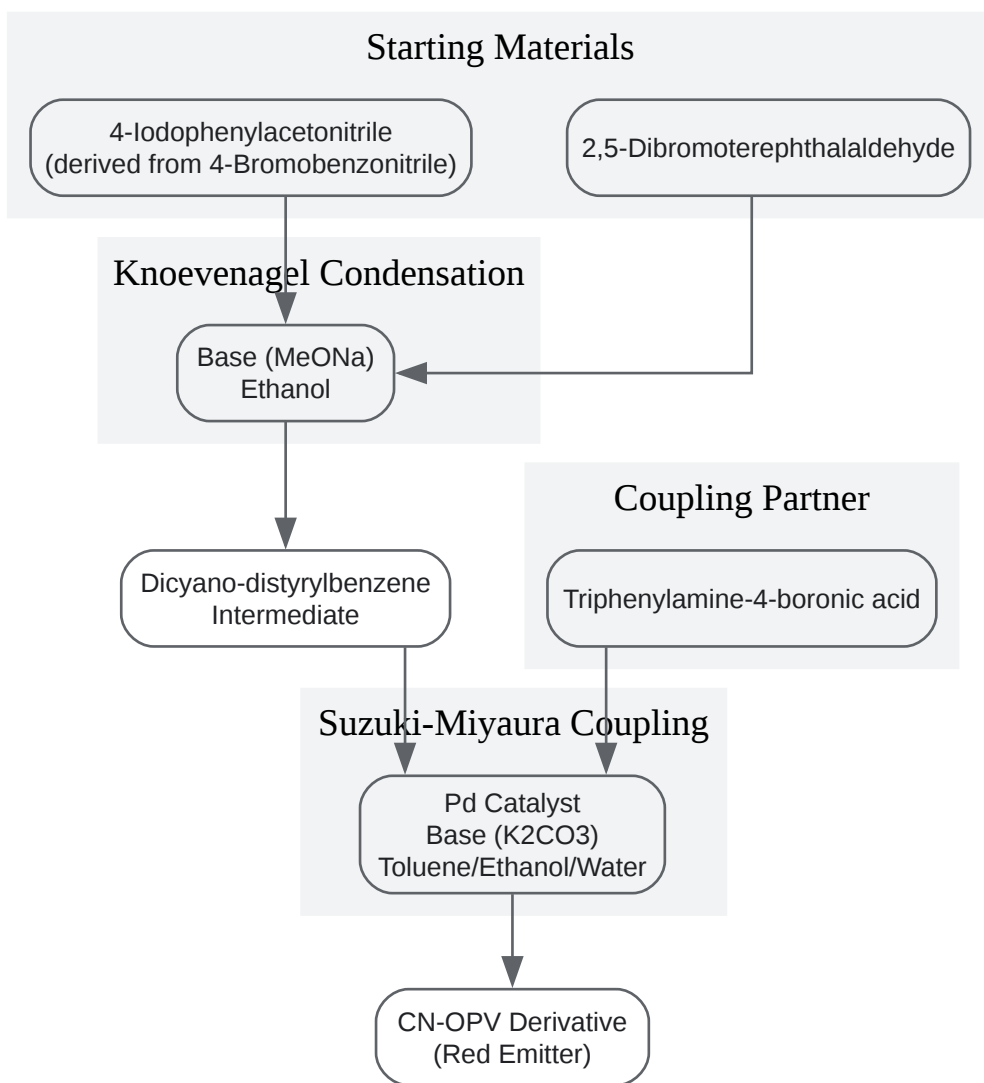 Starting Materials
4-Iodophenylacetonitrile
(derived from 4-Bromobenzonitrile)
2,5-Dibromoterephthalaldehyde
Knoevenagel Condensation
Base (MeONa)
Ethanol
Coupling Partner
Dicyano-distyrylbenzene
Intermediate
Triphenylamine-4-boronic acid
Suzuki-Miyaura Coupling
Pd Catalyst
Base (K2CO3)
Toluene/Ethanol/Water
CN-OPV Derivative
(Red Emitter)